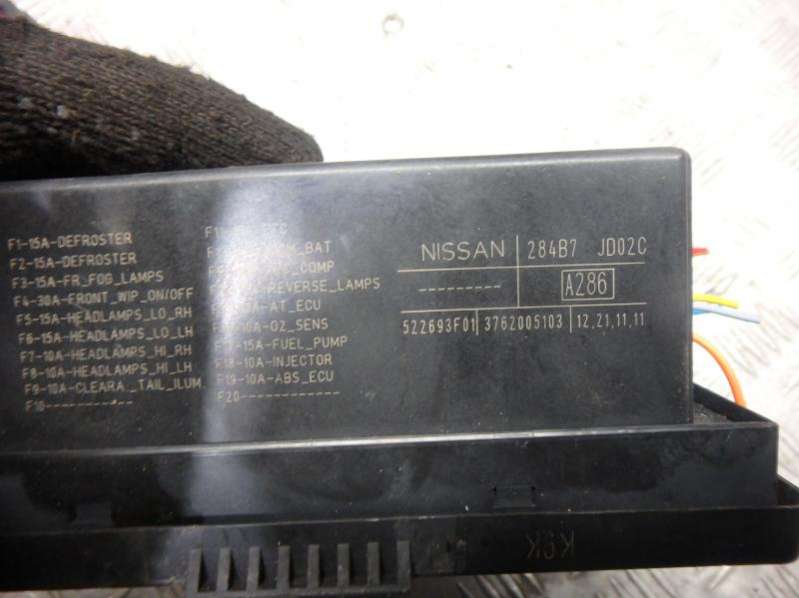 F1-15A-DEFROSTER
F2-15A-DEFROSTER
F3-15A-FR_FOG_LAMPS
F4-30A-FRONT_WIP_ON/OFF
F5-15A-HEADLAMPS_LO_RH
F6-15A-HEADLAMPS_LO_LH
F7-10A-HEADLAMPS_HI_RH
F8-10A-HEADLAMPS_HI_LH
F9-10A-CLEARA_TAIL_ILUM
F10-----------
BAT
COMP
REVERSE_LAMPS
AT_ECU
10A-O2_SENS
15A-FUEL_PUMP
F18-10A-INJECTOR
F19-10A-ABS_ECU
F20------------
NISSAN 284B7 JD02C
--------- A286
522693F01 3762005103 12,21,11,11